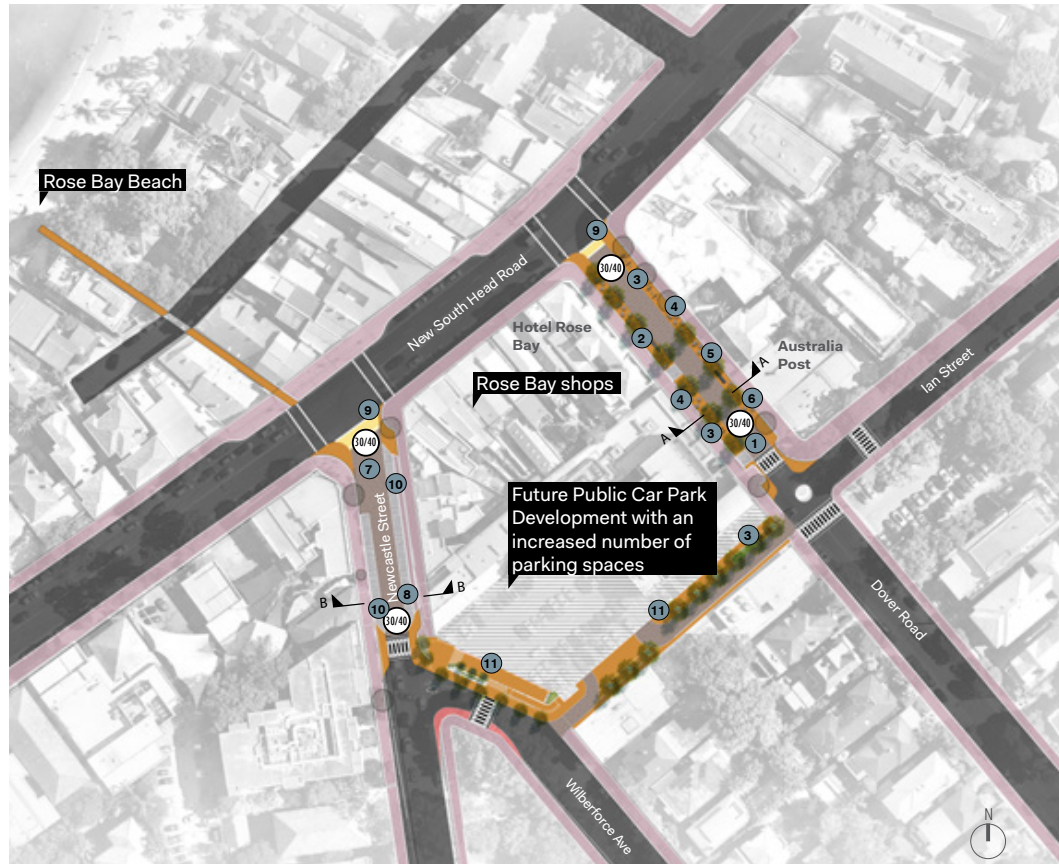 Rose Bay Beach
9
30/40
3
New South Head Road
4
Hotel Rose
Bay
2
5
Australia
Post
A
Ian Street
Rose Bay shops
6
4
9
30/40
A
3
1
30/40
7
10
Newcastle Street
Future Public Car Park
Development with an
increased number of
parking spaces
3
B
8
B
10
30/40
11
Dover Road
11
Wilberforce Ave
N